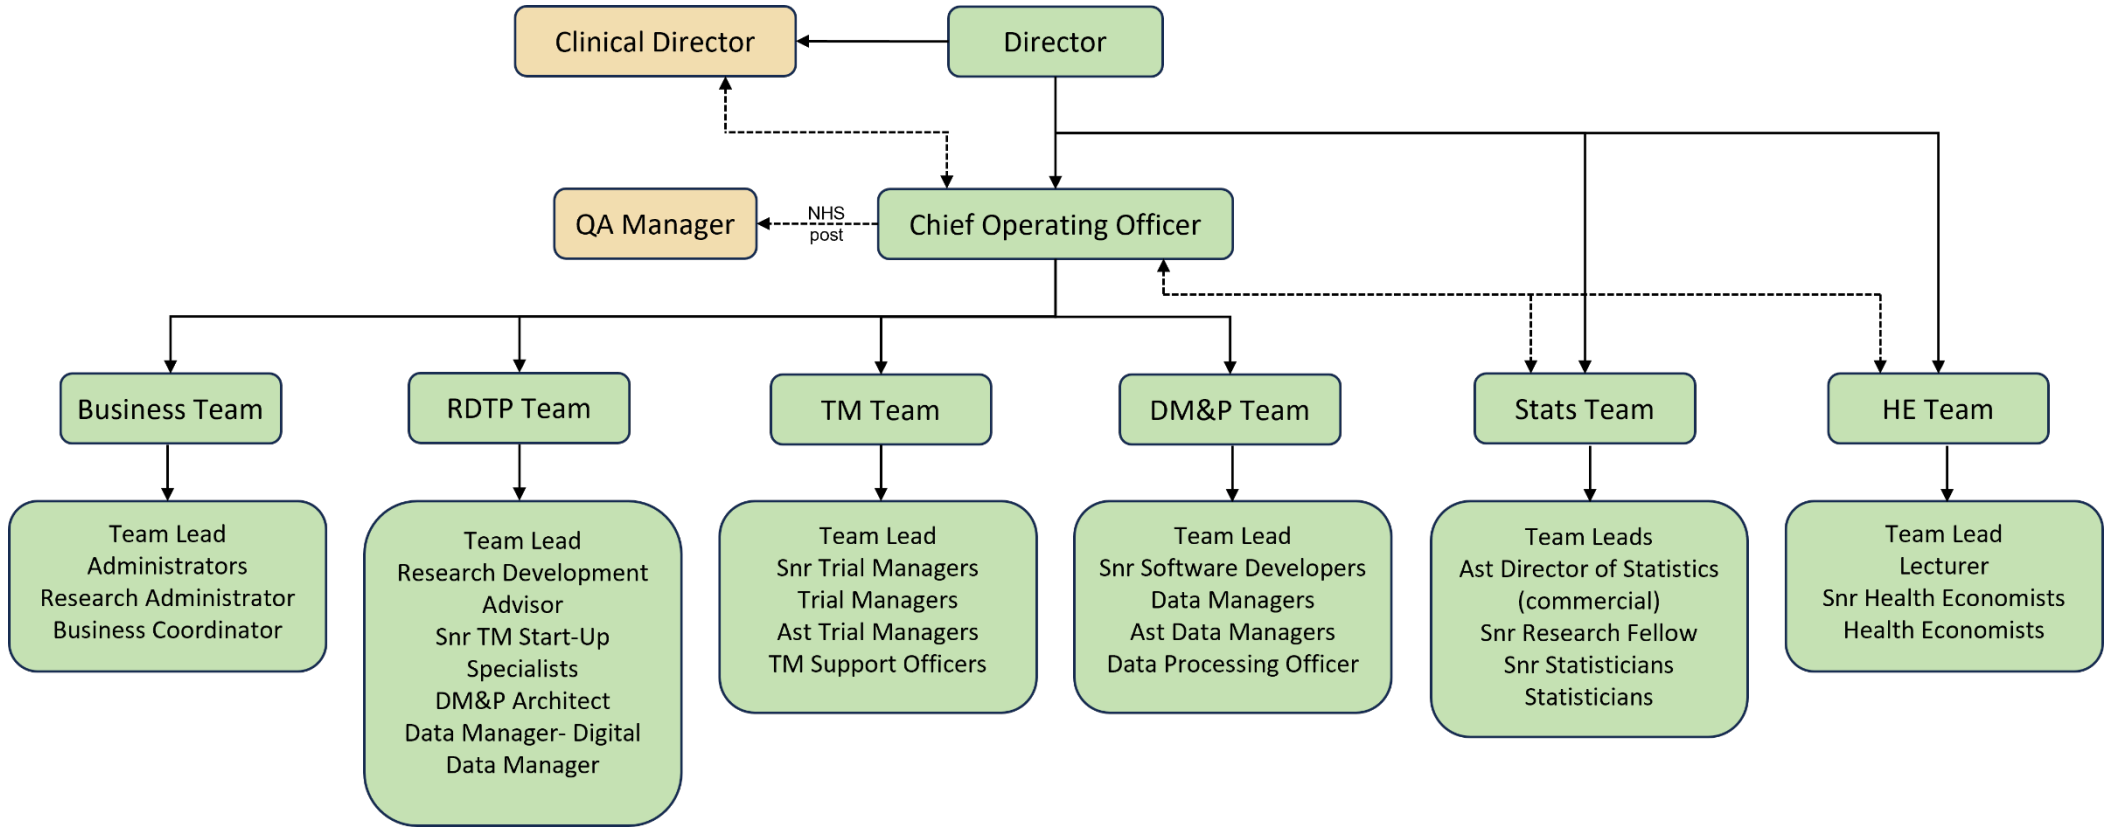 Clinical Director
Director
QA Manager
NHS
post
Chief Operating Officer
Business Team
RDTP Team
TM Team
DM&P Team
Stats Team
HE Team
Team Lead
Administrators
Research Administrator
Business Coordinator
Team Lead
Research Development
Advisor
Snr TM Start-Up
Specialists
DM&P Architect
Data Manager- Digital
Data Manager
Team Lead
Snr Trial Managers
Trial Managers
Ast Trial Managers
TM Support Officers
Team Lead
Snr Software Developers
Data Managers
Ast Data Managers
Data Processing Officer
Team Leads
Ast Director of Statistics
(commercial)
Snr Research Fellow
Snr Statisticians
Statisticians
Team Lead
Lecturer
Snr Health Economists
Health Economists